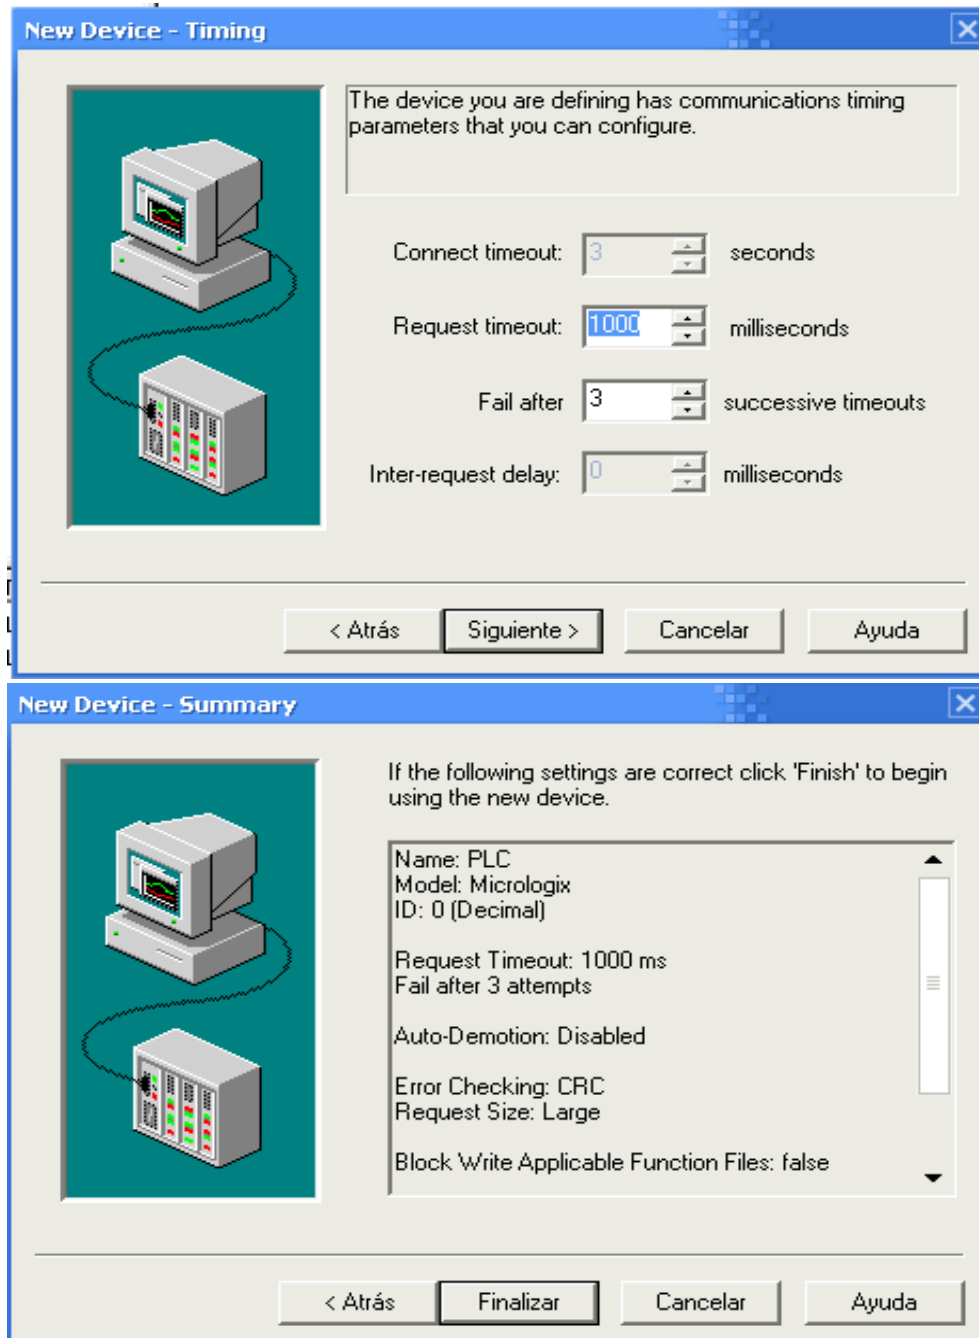 New Device - Timing
The device you are defining has communications timing
parameters that you can configure.
Connect timeout: 3 seconds
Request timeout: 1000 milliseconds
Fail after 3 successive timeouts
Inter-request delay: 0 milliseconds
< Atrás Siguiente > Cancelar Ayuda
New Device - Summary
If the following settings are correct click 'Finish' to begin
using the new device.
Name: PLC
Model: Micrologix
ID: 0 (Decimal)
Request Timeout: 1000 ms
Fail after 3 attempts
Auto-Demotion: Disabled
Error Checking: CRC
Request Size: Large
Block Write Applicable Function Files: false
< Atrás Finalizar Cancelar Ayuda